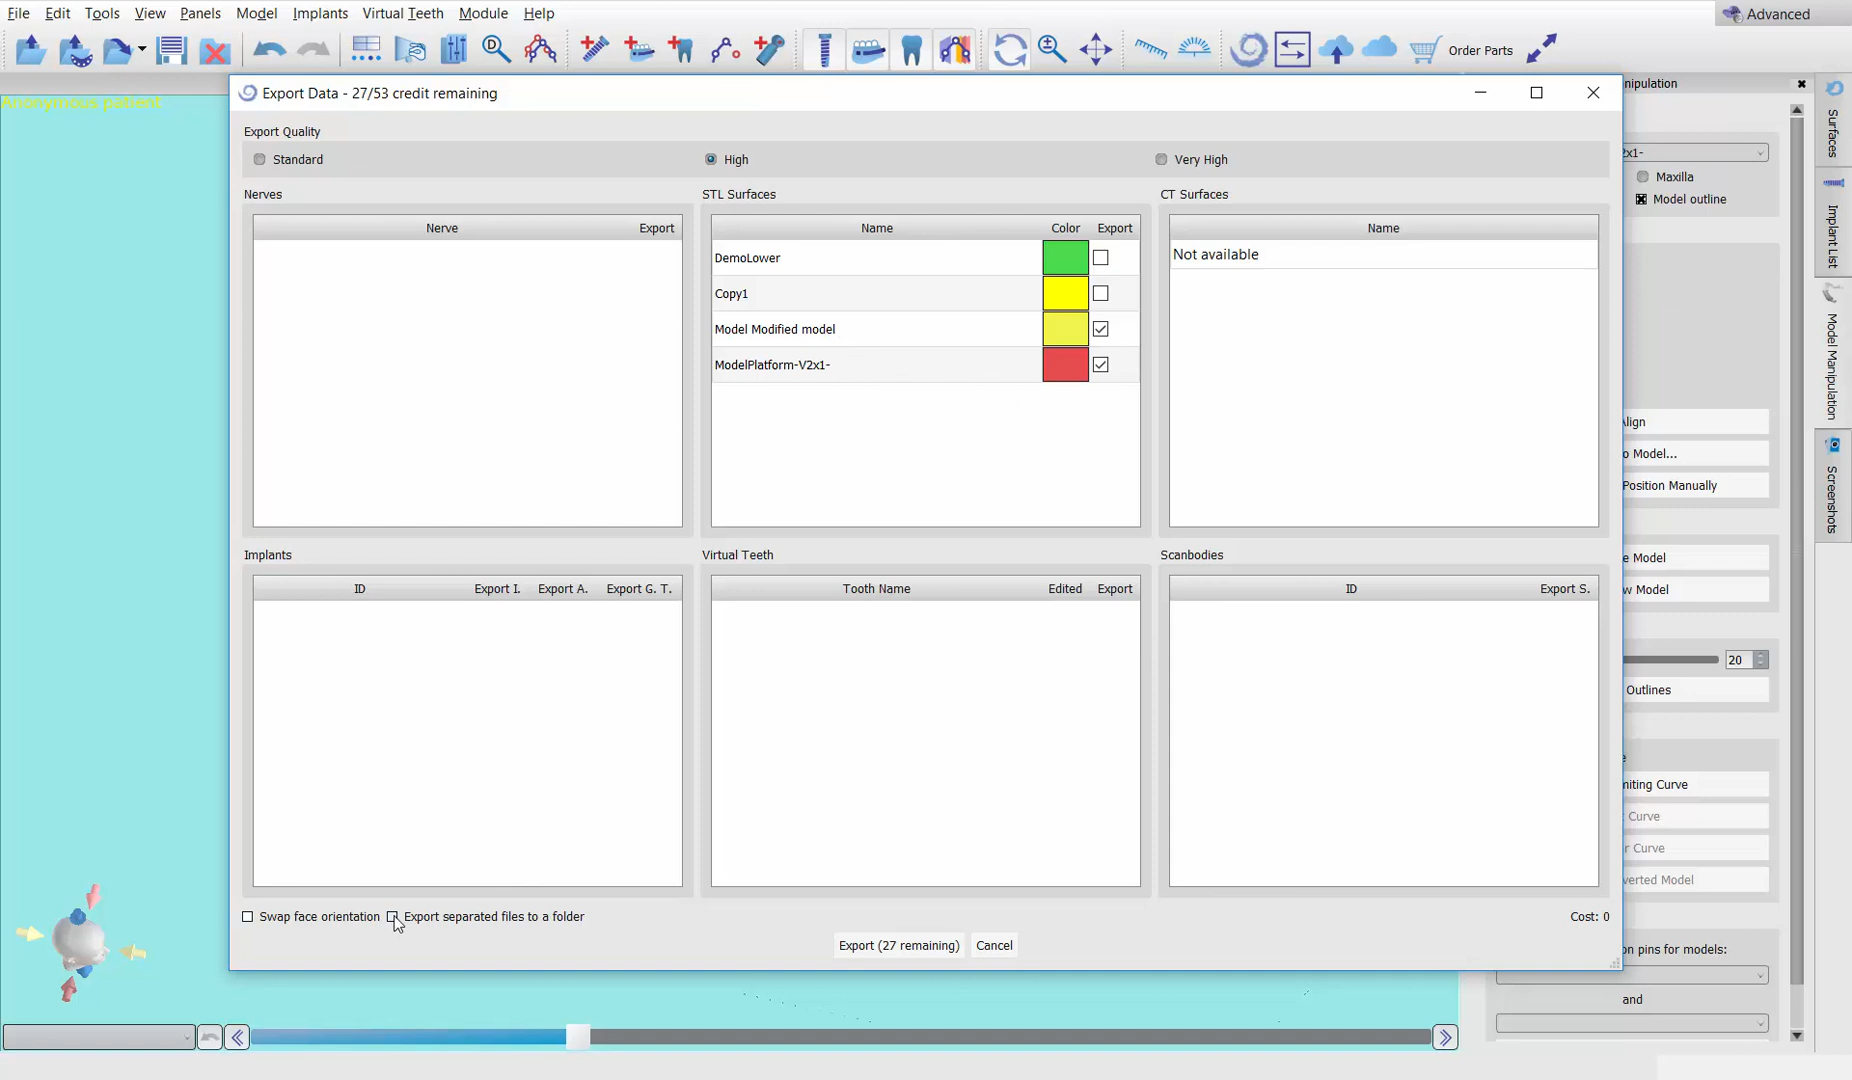 File Edit Tools View Panels Model Implants Virtual Teeth Module Help
Advanced
Order Parts
Anonymous patient
Export Data - 27/53 credit remaining
nipulation
Export Quality
Standard
High
Very High
2x1-
Maxilla
Model outline
Nerves
STL Surfaces
CT Surfaces
Nerve Export
Name Color Export
Name
DemoLower
Copy1
Model Modified model
ModelPlatform-V2x1-
Not available
Surfaces
Implant List
Model Manipulation
Screenshots
Align
o Model...
Position Manually
e Model
w Model
20
Outlines
e
miting Curve
Curve
r Curve
verted Model
on pins for models:
and
Implants
Virtual Teeth
Scanbodies
ID Export I. Export A. Export G. T.
Tooth Name Edited Export
ID Export S.
Swap face orientation
Export separated files to a folder
Cost: 0
Export (27 remaining)
Cancel